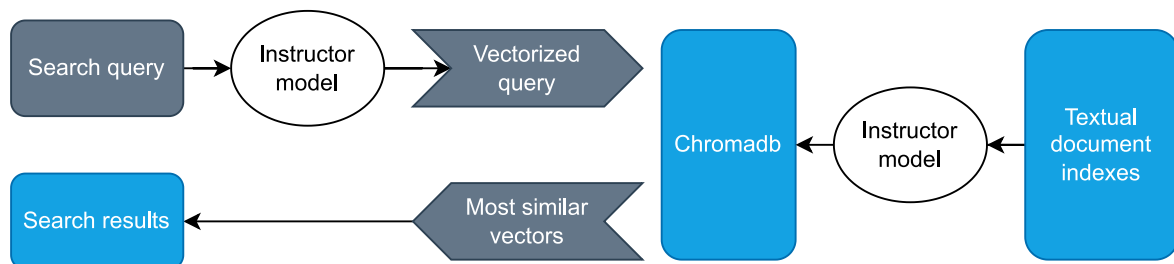 Search query
Instructor
model
Vectorized
query
Chromadb
Instructor
model
Textual
document
indexes
Search results
Most similar
vectors